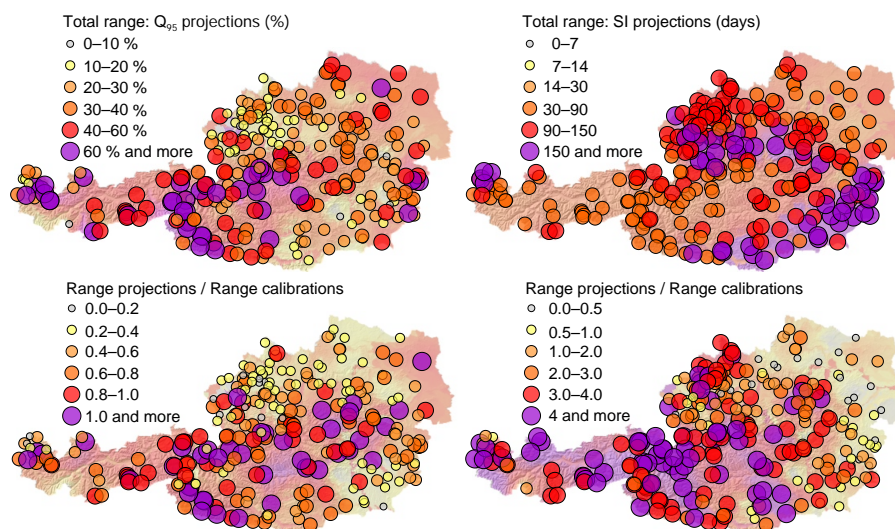 Total range: Q95 projections (%)
0–10 %
10–20 %
20–30 %
30–40 %
40–60 %
60 % and more
Total range: SI projections (days)
0–7
7–14
14–30
30–90
90–150
150 and more
Range projections / Range calibrations
0.0–0.2
0.2–0.4
0.4–0.6
0.6–0.8
0.8–1.0
1.0 and more
Range projections / Range calibrations
0.0–0.5
0.5–1.0
1.0–2.0
2.0–3.0
3.0–4.0
4 and more